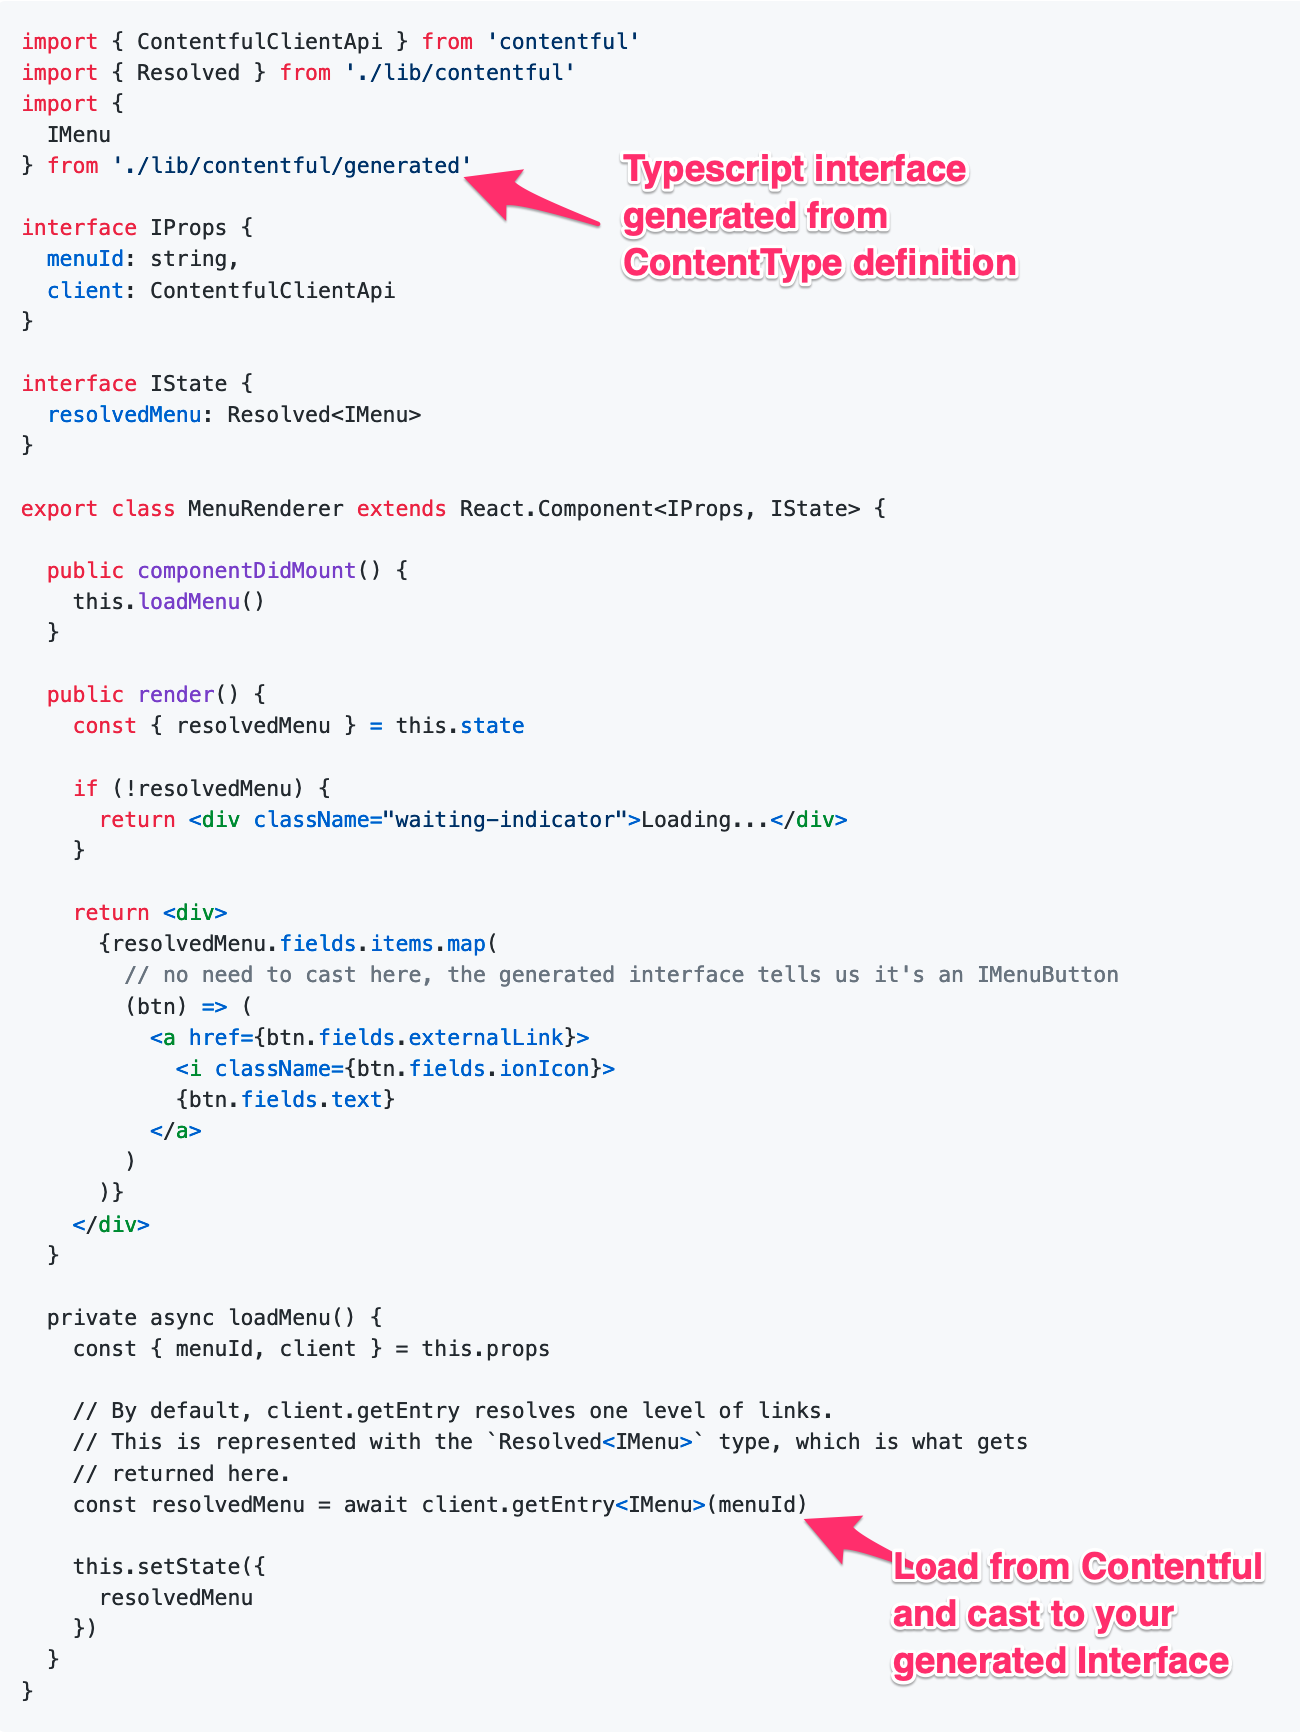 import { ContentfulClientApi } from 'contentful'
import { Resolved } from './lib/contentful'
import {
  IMenu
} from './lib/contentful/generated'
Typescript interface
generated from
ContentType definition
interface IProps {
  menuId: string,
  client: ContentfulClientApi
}
interface IState {
  resolvedMenu: Resolved<IMenu>
}
export class MenuRenderer extends React.Component<IProps, IState> {
  public componentDidMount() {
    this.loadMenu()
  }
  public render() {
    const { resolvedMenu } = this.state
    if (!resolvedMenu) {
      return <div className="waiting-indicator">Loading...</div>
    }
    return <div>
      {resolvedMenu.fields.items.map(
        // no need to cast here, the generated interface tells us it's an IMenuButton
        (btn) => (
          <a href={btn.fields.externalLink}>
            <i className={btn.fields.ionIcon}>
            {btn.fields.text}
          </a>
        )
      )}
    </div>
  }
  private async loadMenu() {
    const { menuId, client } = this.props
    // By default, client.getEntry resolves one level of links.
    // This is represented with the `Resolved<IMenu>` type, which is what gets
    // returned here.
    const resolvedMenu = await client.getEntry<IMenu>(menuId)
    this.setState({
      resolvedMenu
    })
  }
}
Load from Contentful
and cast to your
generated Interface